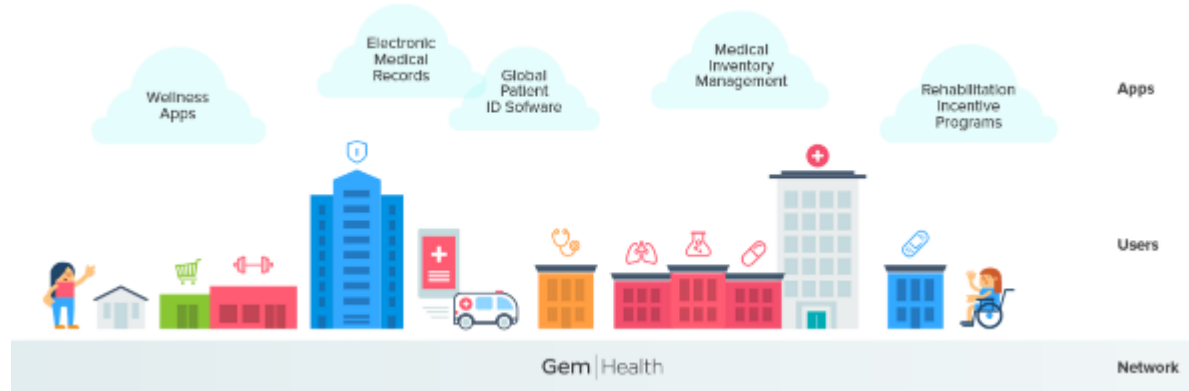 Electronic
Medical
Records
Medical
Inventory
Management
Global
Patient
ID Sofware
Wellness
Apps
Rehabilitation
Incentive
Programs
Apps
Users
Gem|Health
Network